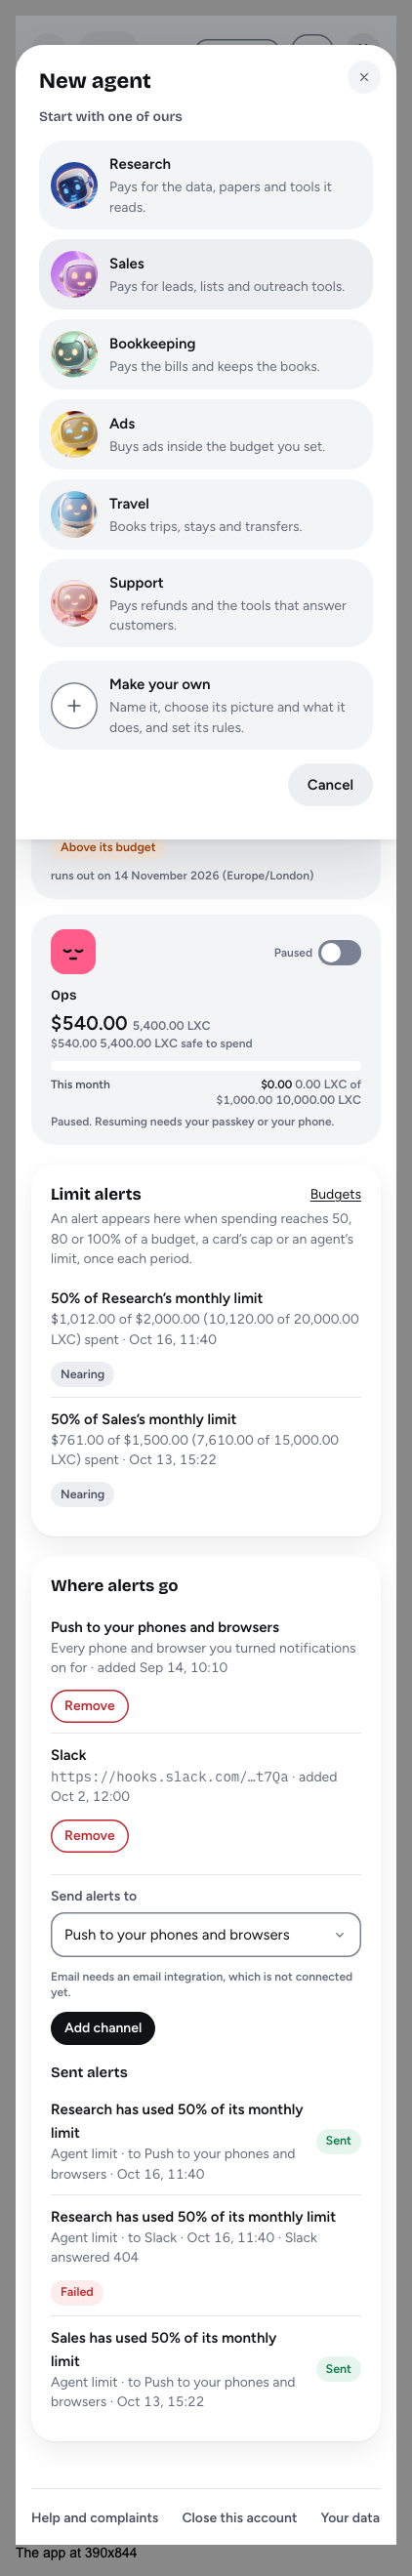 New agent
Start with one of ours
Research
Pays for the data, papers and tools it
reads.
Sales
Pays for leads, lists and outreach tools.
Bookkeeping
Pays the bills and keeps the books.
Ads
Buys ads inside the budget you set.
Travel
Books trips, stays and transfers.
Support
Pays refunds and the tools that answer
customers.
Make your own
Name it, choose its picture and what it
does, and set its rules.
Cancel
Above its budget
runs out on 14 November 2026 (Europe/London)
Paused
Ops
$540.00 5,400.00 LXC
$540.00 5,400.00 LXC safe to spend
This month
$0.00 0.00 LXC of
$1,000.00 10,000.00 LXC
Paused. Resuming needs your passkey or your phone.
Limit alerts
Budgets
An alert appears here when spending reaches 50,
80 or 100% of a budget, a card's cap or an agent's
limit, once each period.
50% of Research's monthly limit
$1,012.00 of $2,000.00 (10,120.00 of 20,000.00
LXC) spent · Oct 16, 11:40
Nearing
50% of Sales's monthly limit
$761.00 of $1,500.00 (7,610.00 of 15,000.00
LXC) spent · Oct 13, 15:22
Nearing
Where alerts go
Push to your phones and browsers
Every phone and browser you turned notifications
on for · added Sep 14, 10:10
Remove
Slack
https://hooks.slack.com/…t7Qa · added
Oct 2, 12:00
Remove
Send alerts to
Push to your phones and browsers
Email needs an email integration, which is not connected
yet.
Add channel
Sent alerts
Research has used 50% of its monthly
limit
Agent limit · to Push to your phones and
browsers · Oct 16, 11:40
Sent
Research has used 50% of its monthly limit
Agent limit · to Slack · Oct 16, 11:40 · Slack
answered 404
Failed
Sales has used 50% of its monthly
limit
Agent limit · to Push to your phones and
browsers · Oct 13, 15:22
Sent
Help and complaints
Close this account
Your data
The app at 390x844